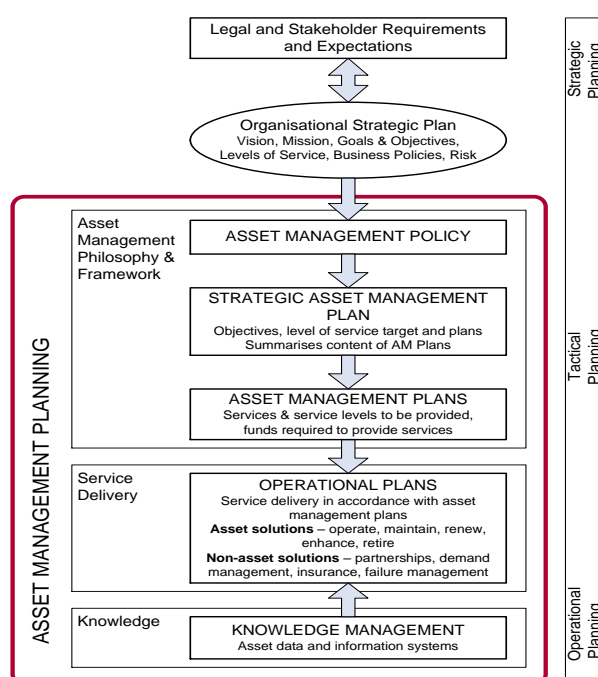 Legal and Stakeholder Requirements
and Expectations
Organisational Strategic Plan
Vision, Mission, Goals & Objectives,
Levels of Service, Business Policies, Risk
Asset
Management
Philosophy &
Framework
ASSET MANAGEMENT POLICY
STRATEGIC ASSET MANAGEMENT
PLAN
Objectives, level of service target and plans
Summarises content of AM Plans
ASSET MANAGEMENT PLANS
Services & service levels to be provided,
funds required to provide services
Service
Delivery
OPERATIONAL PLANS
Service delivery in accordance with asset
management plans
Asset solutions – operate, maintain, renew,
enhance, retire
Non-asset solutions – partnerships, demand
management, insurance, failure management
Knowledge
KNOWLEDGE MANAGEMENT
Asset data and information systems
ASSET MANAGEMENT PLANNING
Strategic
Planning
Tactical
Planning
Operational
Planning